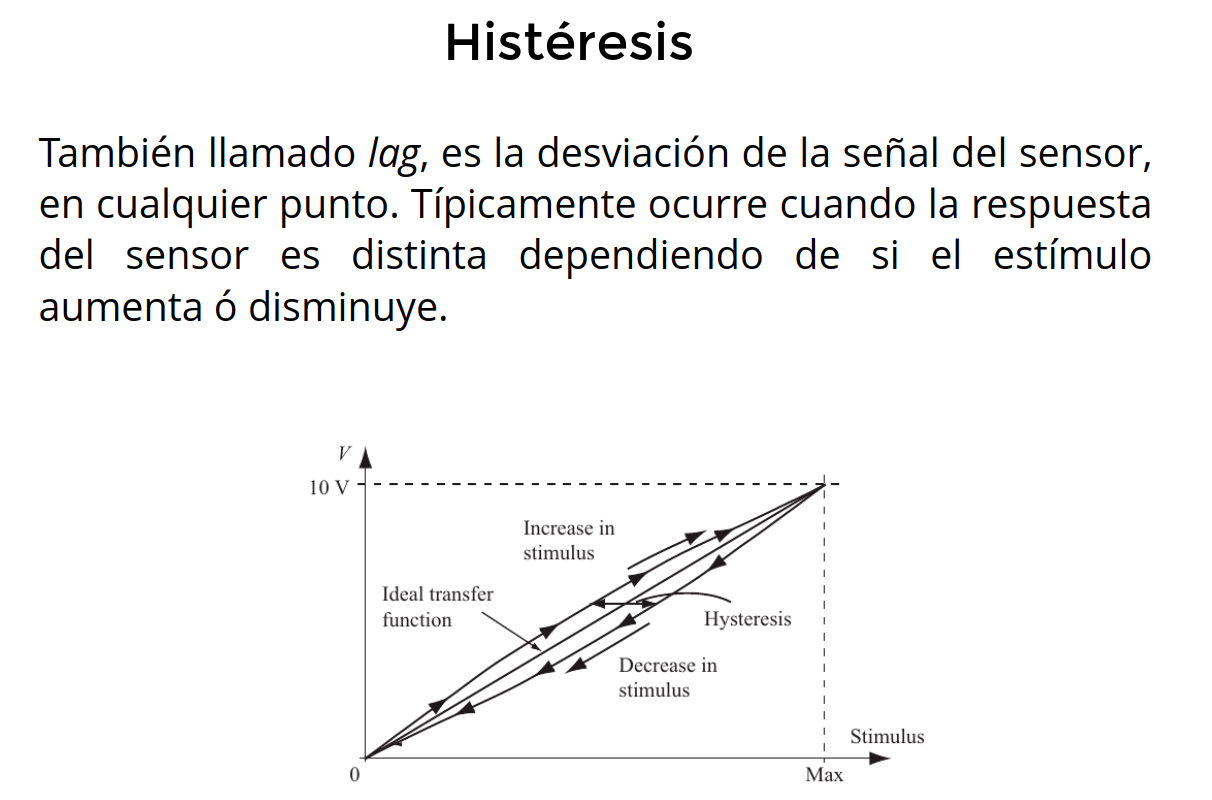 Histéresis
También llamado lag, es la desviación de la señal del sensor,
en cualquier punto. Típicamente ocurre cuando la respuesta
del sensor es distinta dependiendo de si el estímulo
aumenta ó disminuye.
V
10 V
Increase in
stimulus
Ideal transfer
function
Hysteresis
Decrease in
stimulus
Stimulus
0
Max